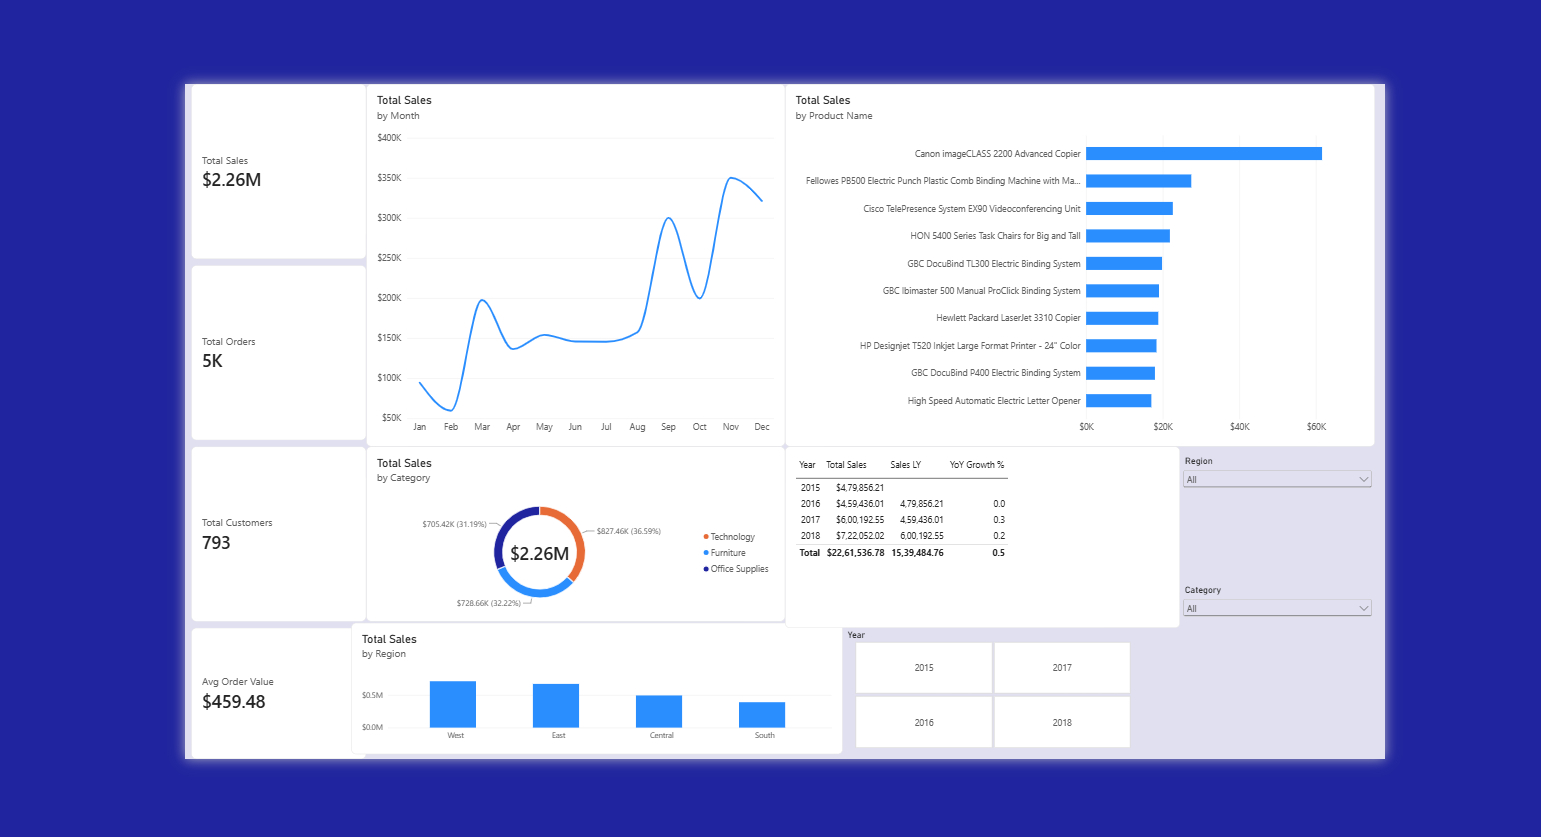 Total Sales
$2.26M
Total Orders
5K
Total Customers
793
Avg Order Value
$459.48
Total Sales
by Month
$400K
$350K
$300K
$250K
$200K
$150K
$100K
$50K
Jan Feb Mar Apr May Jun Jul Aug Sep Oct Nov Dec
Total Sales
by Product Name
Canon imageCLASS 2200 Advanced Copier
Fellowes PB500 Electric Punch Plastic Comb Binding Machine with Ma...
Cisco TelePresence System EX90 Videoconferencing Unit
HON 5400 Series Task Chairs for Big and Tall
GBC DocuBind TL300 Electric Binding System
GBC Ibimaster 500 Manual ProClick Binding System
Hewlett Packard LaserJet 3310 Copier
HP Designjet T520 Inkjet Large Format Printer - 24" Color
GBC DocuBind P400 Electric Binding System
High Speed Automatic Electric Letter Opener
$0K $20K $40K $60K
Total Sales
by Category
$705.42K (31.19%)
$827.46K (36.59%)
$2.26M
$728.66K (32.22%)
Technology
Furniture
Office Supplies
Year Total Sales Sales LY YoY Growth %
2015 $4,79,856.21
2016 $4,59,436.01 4,79,856.21 0.0
2017 $6,00,192.55 4,59,436.01 0.3
2018 $7,22,052.02 6,00,192.55 0.2
Total $22,61,536.78 15,39,484.76 0.5
Region
All
Category
All
Total Sales
by Region
$0.5M
$0.0M
West East Central South
Year
2015 2017
2016 2018